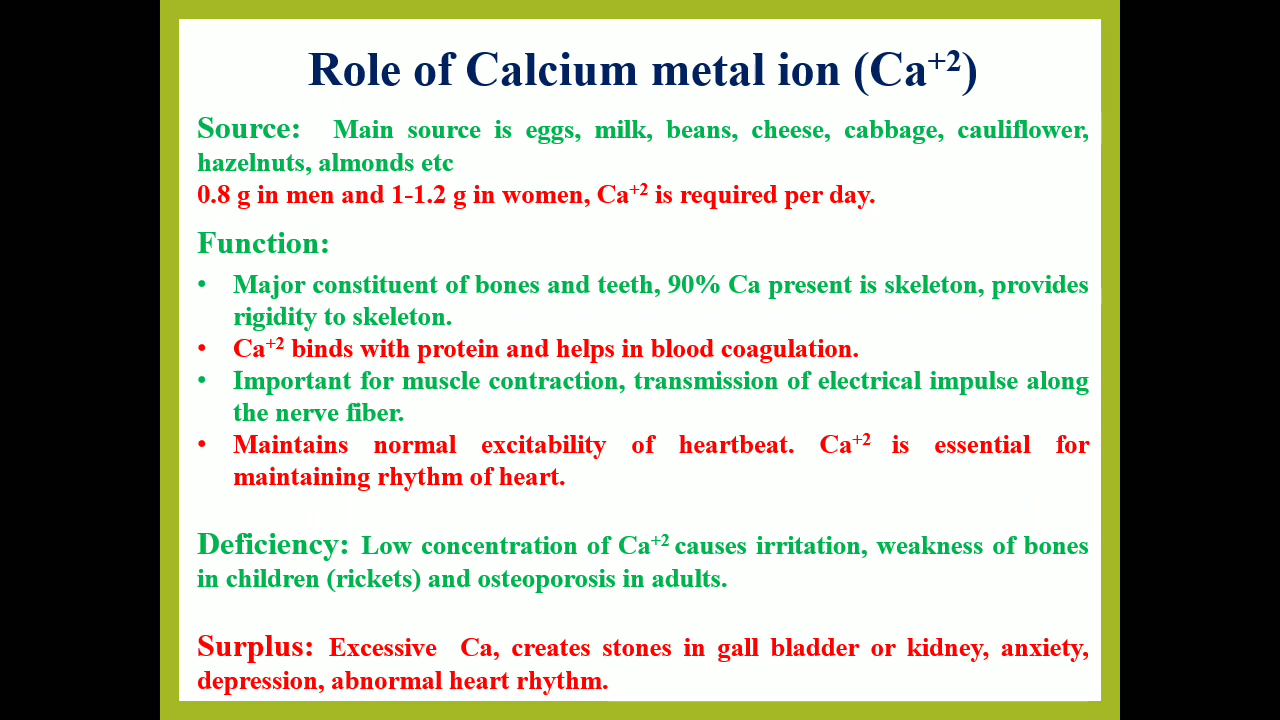 Role of Calcium metal ion (Ca⁺²)
Source: Main source is eggs, milk, beans, cheese, cabbage, cauliflower,
hazelnuts, almonds etc
0.8 g in men and 1-1.2 g in women, Ca⁺² is required per day.
Function:
• Major constituent of bones and teeth, 90% Ca present is skeleton, provides
rigidity to skeleton.
• Ca⁺² binds with protein and helps in blood coagulation.
• Important for muscle contraction, transmission of electrical impulse along
the nerve fiber.
• Maintains normal excitability of heartbeat. Ca⁺² is essential for
maintaining rhythm of heart.
Deficiency: Low concentration of Ca⁺² causes irritation, weakness of bones
in children (rickets) and osteoporosis in adults.
Surplus: Excessive Ca, creates stones in gall bladder or kidney, anxiety,
depression, abnormal heart rhythm.